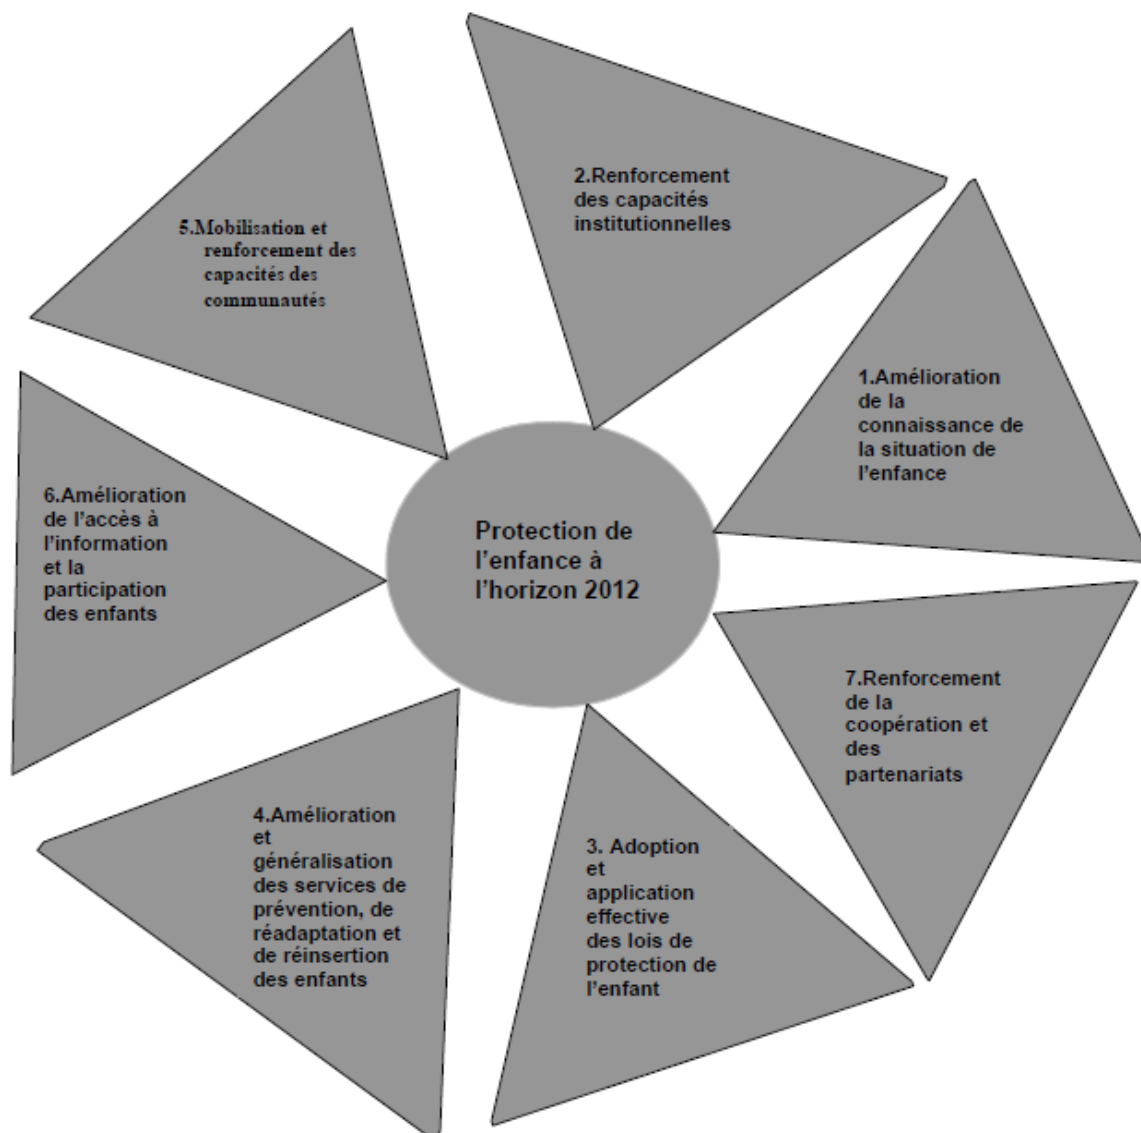 2.Renforcement
des capacités
institutionnelles
5.Mobilisation et
renforcement des
capacités des
communautés
1.Amélioration
de la
connaissance de
la situation de
l'enfance
6.Amélioration
de l'accès à
l'information
et la
participation
des enfants
Protection de
l'enfance à
l'horizon 2012
7.Renforcement
de la
coopération et
des
partenariats
4.Amélioration
et
généralisation
des services de
prévention, de
réadaptation et
de réinsertion
des enfants
3. Adoption
et
application
effective
des lois de
protection de
l'enfant